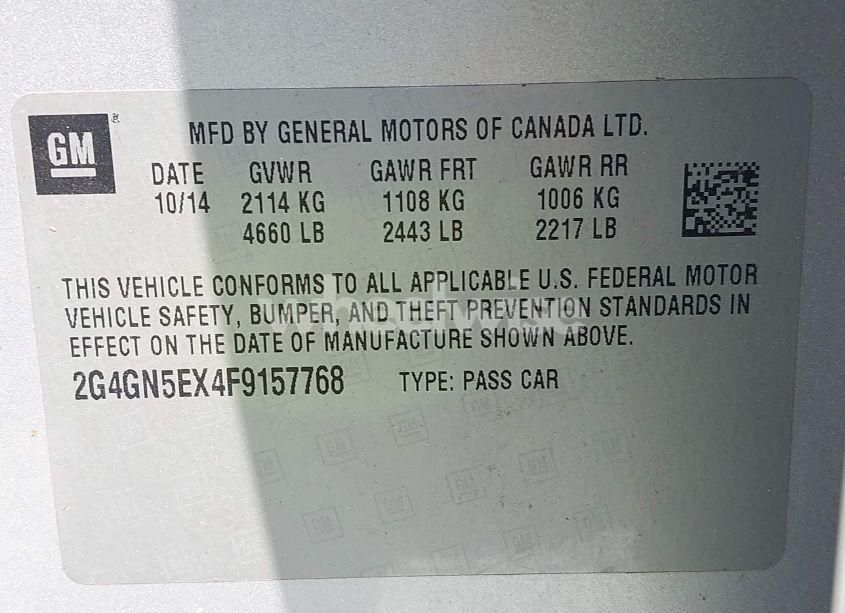 GM
MFD BY GENERAL MOTORS OF CANADA LTD.
DATE GVWR GAWR FRT GAWR RR
10/14 2114 KG 1108 KG 1006 KG
4660 LB 2443 LB 2217 LB
THIS VEHICLE CONFORMS TO ALL APPLICABLE U.S. FEDERAL MOTOR
VEHICLE SAFETY, BUMPER, AND THEFT PREVENTION STANDARDS IN
EFFECT ON THE DATE OF MANUFACTURE SHOWN ABOVE.
2G4GN5EX4F9157768 TYPE: PASS CAR